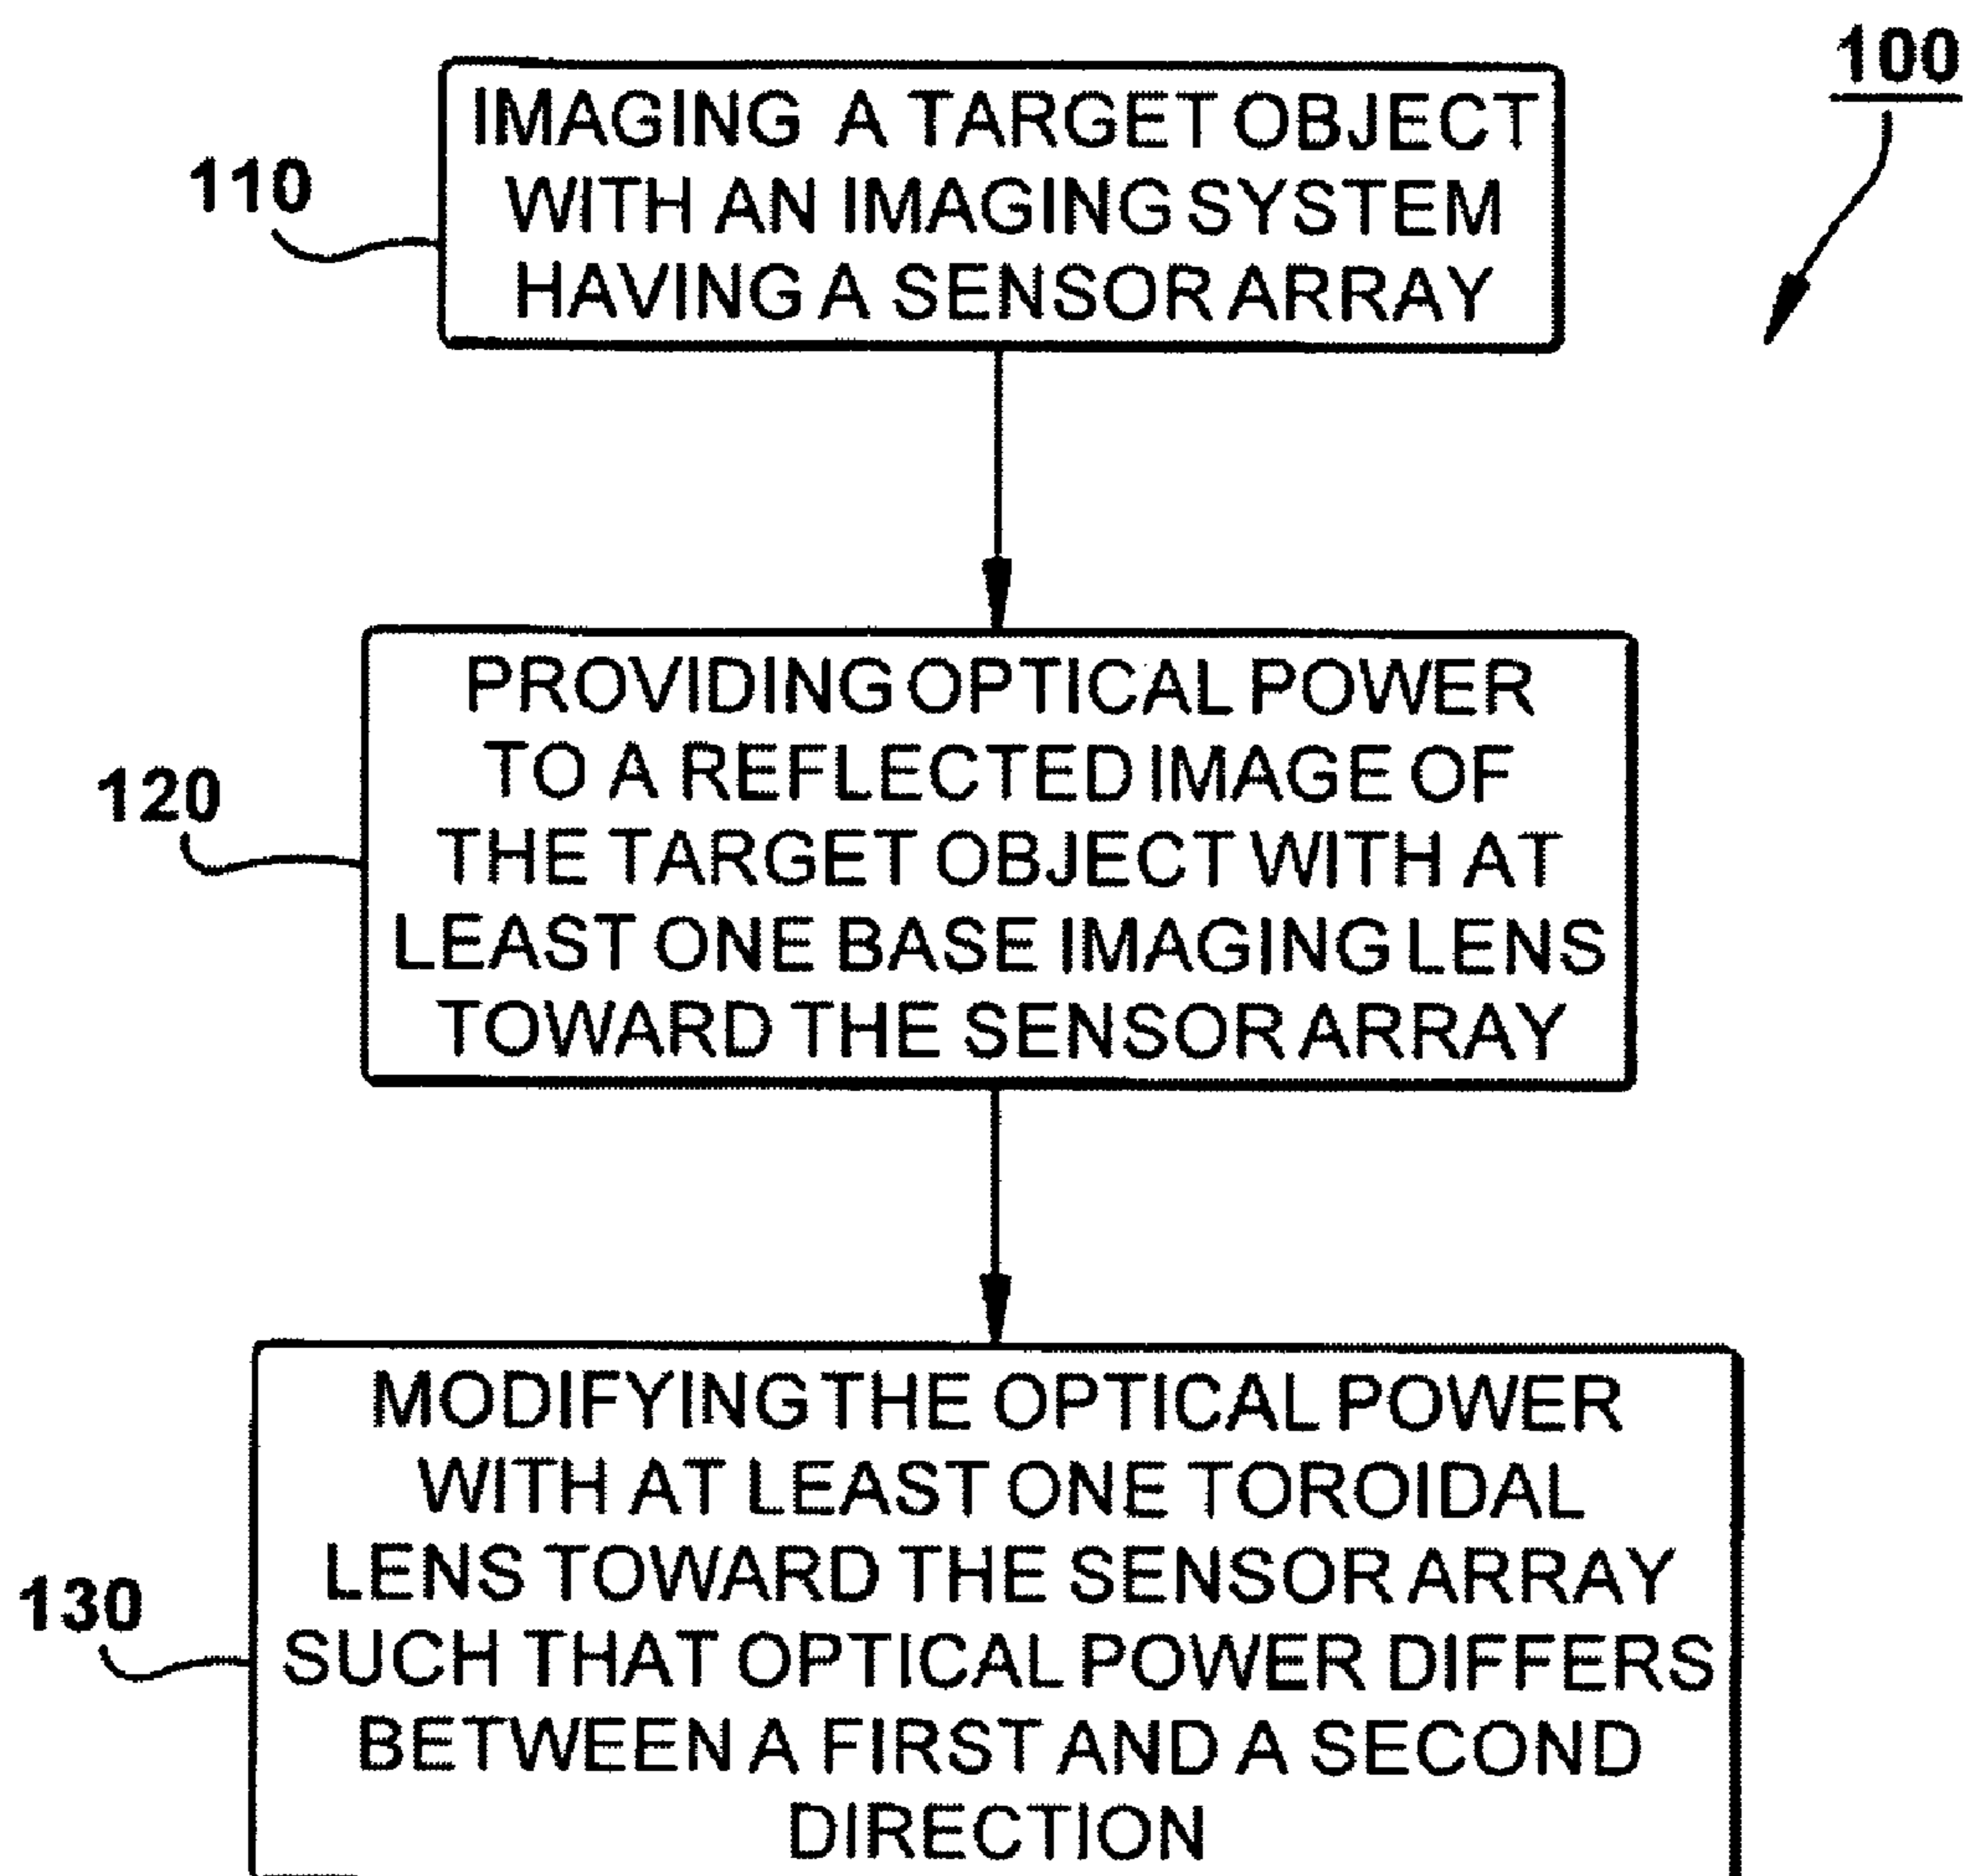 100
110
IMAGING A TARGET OBJECT
WITH AN IMAGING SYSTEM
HAVING A SENSOR ARRAY
120
PROVIDING OPTICAL POWER
TO A REFLECTED IMAGE OF
THE TARGET OBJECT WITH AT
LEAST ONE BASE IMAGING LENS
TOWARD THE SENSOR ARRAY
130
MODIFYING THE OPTICAL POWER
WITH AT LEAST ONE TOROIDAL
LENS TOWARD THE SENSOR ARRAY
SUCH THAT OPTICAL POWER DIFFERS
BETWEEN A FIRST AND A SECOND
DIRECTION